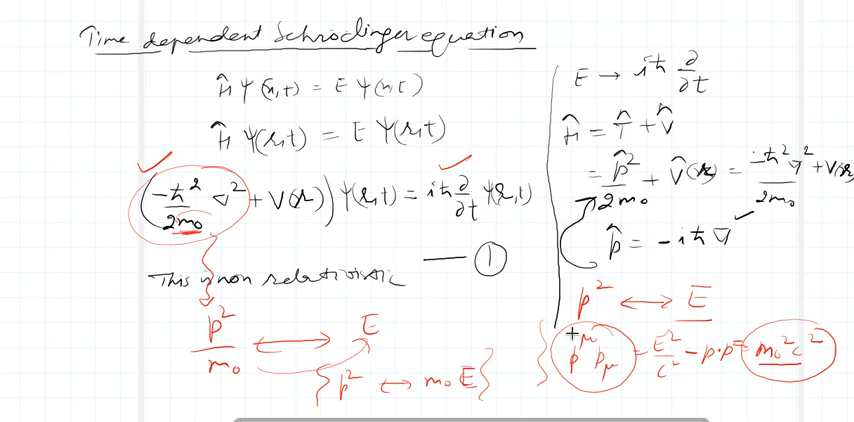 Time dependent Schrodinger equation
Ĥ Ψ(x,t) = E Ψ(x,t)
Ĥ Ψ(r,t) = E Ψ(r,t)
(-ħ²/2m₀ ∇² + V(r)) Ψ(r,t) = iħ ∂/∂t Ψ(r,t)
This is non relativistic —— ①
p²/m₀ ⟷ E
{p² ↔ m₀ E}
E → iħ ∂/∂t
Ĥ = T̂ + V̂
= p̂²/2m₀ + V̂(r) = -ħ²∇²/2m₀ + V(r)
p̂ = -iħ ∇
p² ⟷ E
} p^μ p_μ = E²/c² - p·p = m₀²c²